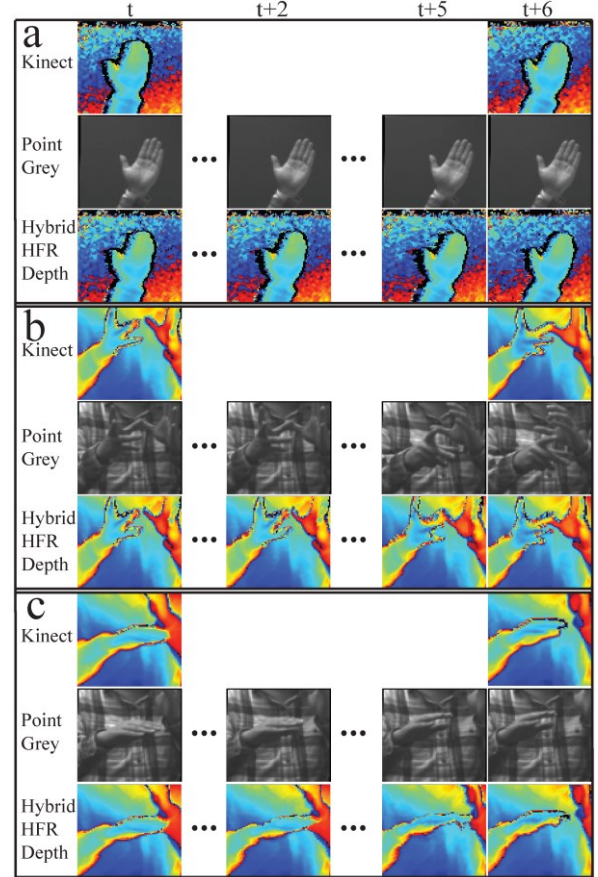 t t+2 t+5 t+6
a
Kinect
Point
Grey
... ...
Hybrid
HFR
Depth
... ...
b
Kinect
Point
Grey
... ...
Hybrid
HFR
Depth
... ...
c
Kinect
Point
Grey
... ...
Hybrid
HFR
Depth
... ...